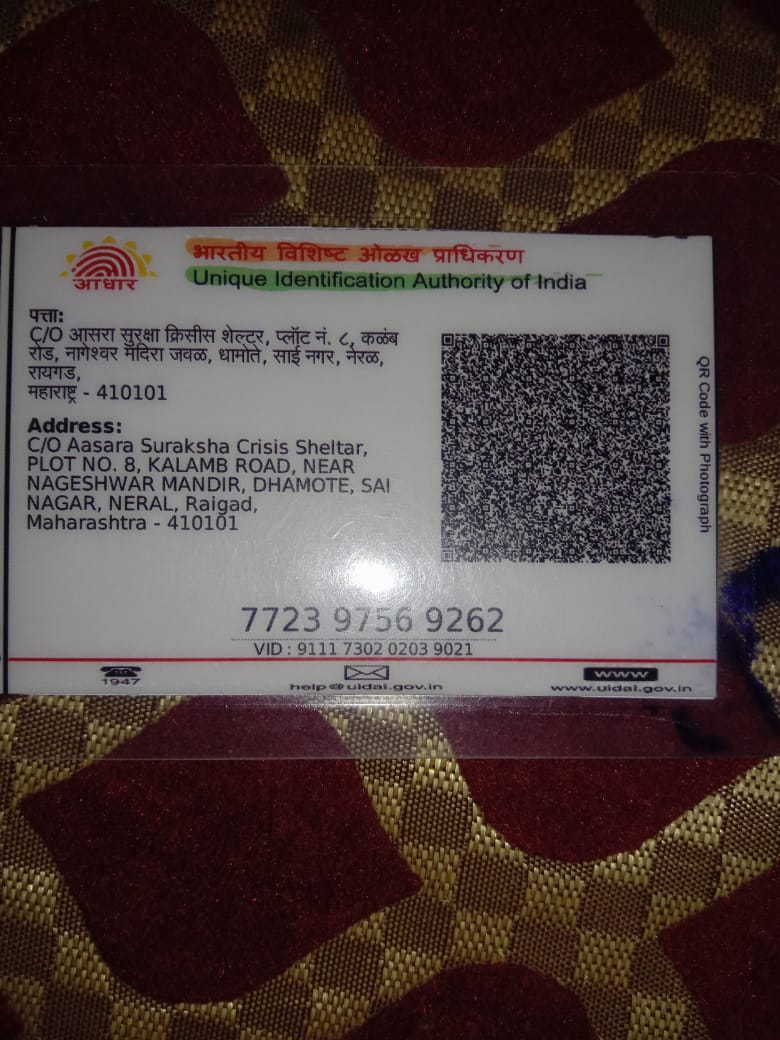 आधार
भारतीय विशिष्ट ओळख प्राधिकरण
Unique Identification Authority of India
पत्ता:
C/O आसरा सुरक्षा क्रिसीस शेल्टर, प्लॉट नं. ८, कळंब
रोड, नागेश्वर मंदिरा जवळ, धामोते, साई नगर, नेरळ,
रायगड,
महाराष्ट्र - 410101
Address:
C/O Aasara Suraksha Crisis Sheltar,
PLOT NO. 8, KALAMB ROAD, NEAR
NAGESHWAR MANDIR, DHAMOTE, SAI
NAGAR, NERAL, Raigad,
Maharashtra - 410101
QR Code with Photograph
7723 9756 9262
VID : 9111 7302 0203 9021
1947
help@uidai.gov.in
www
www.uidai.gov.in